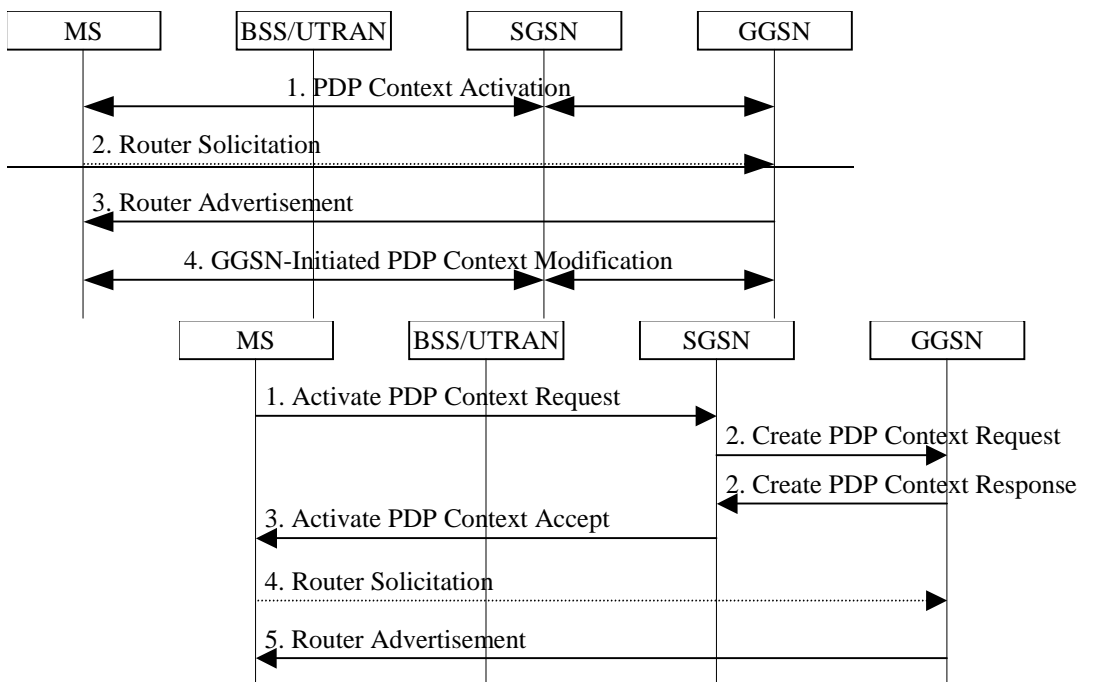 MS BSS/UTRAN SGSN GGSN
1. PDP Context Activation
2. Router Solicitation
3. Router Advertisement
4. GGSN-Initiated PDP Context Modification
MS BSS/UTRAN SGSN GGSN
1. Activate PDP Context Request
2. Create PDP Context Request
2. Create PDP Context Response
3. Activate PDP Context Accept
4. Router Solicitation
5. Router Advertisement